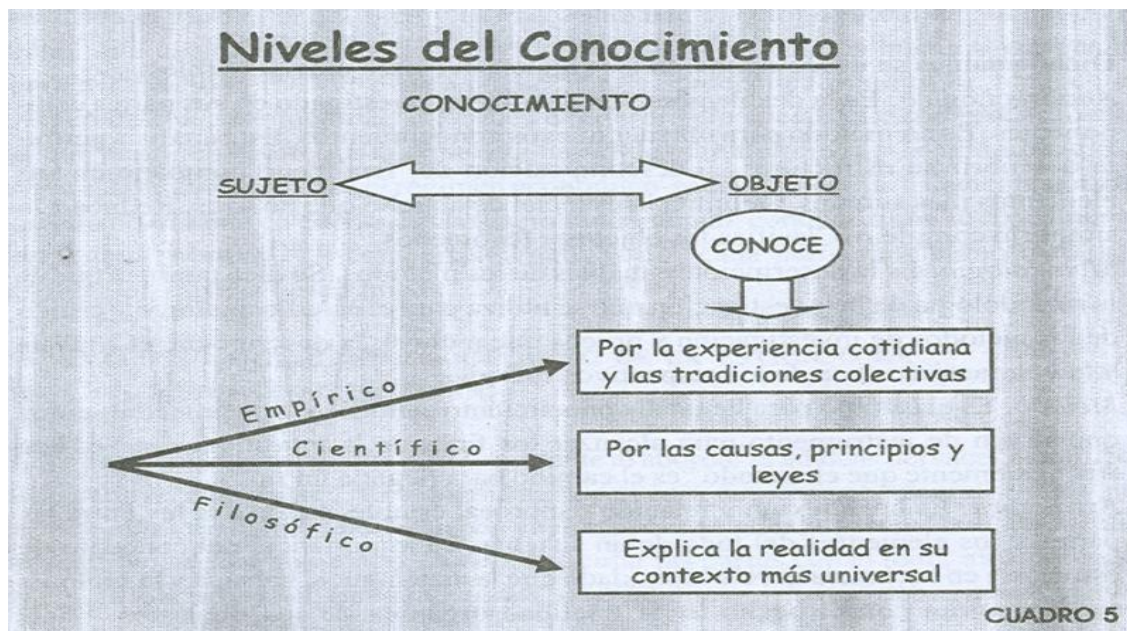 Niveles del Conocimiento
CONOCIMIENTO
SUJETO
OBJETO
CONOCE
Empírico
Por la experiencia cotidiana
y las tradiciones colectivas
Científico
Por las causas, principios y
leyes
Filosófico
Explica la realidad en su
contexto más universal
CUADRO 5